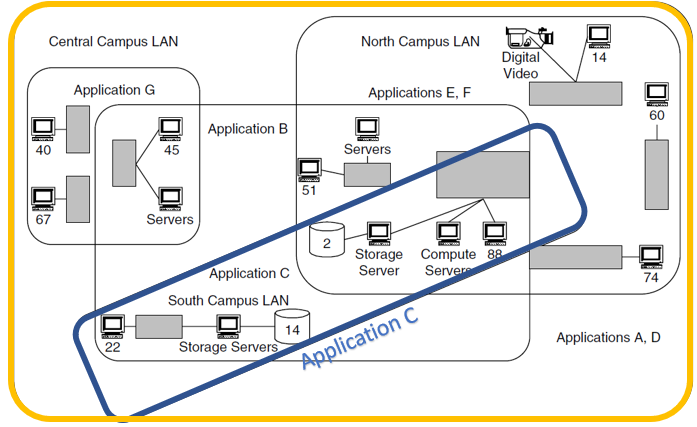 Central Campus LAN
North Campus LAN
Digital
Video
14
Application G
Applications E, F
60
Application B
40
45
Servers
51
67
Servers
2
Storage
Server
Compute
Servers
88
74
Application C
South Campus LAN
22
Storage Servers
14
Application C
Applications A, D